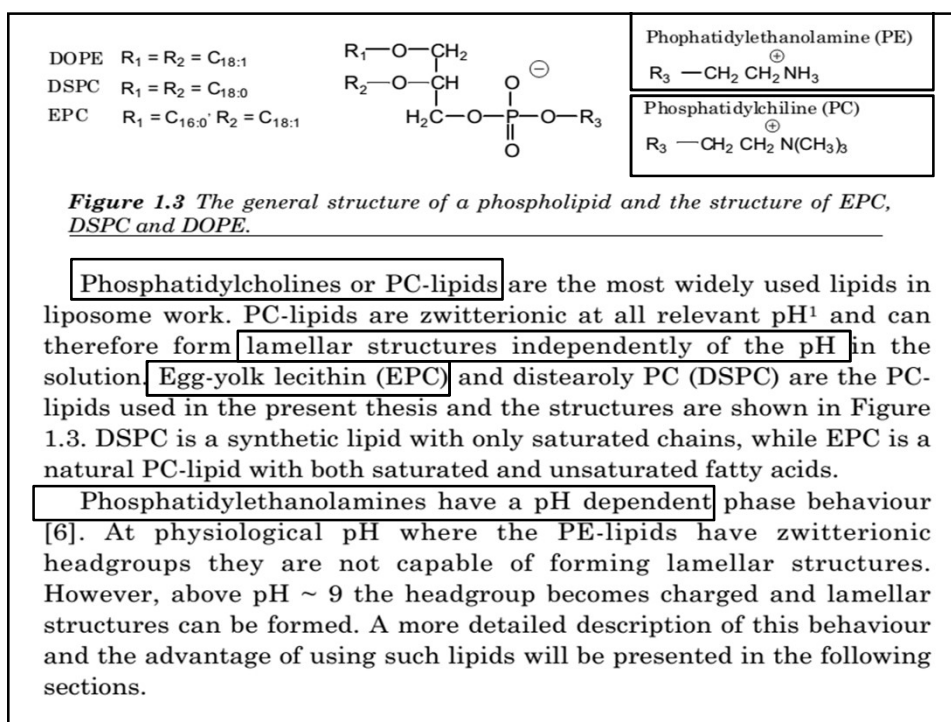 DOPE R₁ = R₂ = C₁₈:₁
DSPC R₁ = R₂ = C₁₈:₀
EPC R₁ = C₁₆:₀, R₂ = C₁₈:₁
R₁—O—CH₂
R₂—O—CH O ⊖
H₂C—O—P—O—R₃
O
Phophatidylethanolamine (PE)
⊕
R₃ —CH₂ CH₂ NH₃
Phosphatidylchiline (PC)
⊕
R₃ —CH₂ CH₂ N(CH₃)₃
Figure 1.3 The general structure of a phospholipid and the structure of EPC,
DSPC and DOPE.
Phosphatidylcholines or PC-lipids are the most widely used lipids in
liposome work. PC-lipids are zwitterionic at all relevant pH¹ and can
therefore form lamellar structures independently of the pH in the
solution. Egg-yolk lecithin (EPC) and distearoly PC (DSPC) are the PC-
lipids used in the present thesis and the structures are shown in Figure
1.3. DSPC is a synthetic lipid with only saturated chains, while EPC is a
natural PC-lipid with both saturated and unsaturated fatty acids.
Phosphatidylethanolamines have a pH dependent phase behaviour
[6]. At physiological pH where the PE-lipids have zwitterionic
headgroups they are not capable of forming lamellar structures.
However, above pH ~ 9 the headgroup becomes charged and lamellar
structures can be formed. A more detailed description of this behaviour
and the advantage of using such lipids will be presented in the following
sections.